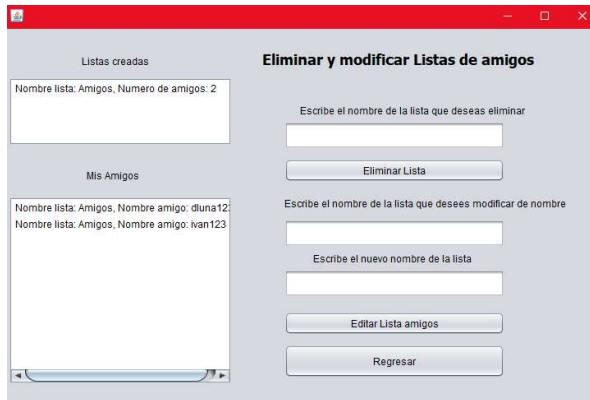 Listas creadas
Nombre lista: Amigos, Numero de amigos: 2
Mis Amigos
Nombre lista: Amigos, Nombre amigo: dluna12
Nombre lista: Amigos, Nombre amigo: ivan123
Eliminar y modificar Listas de amigos
Escribe el nombre de la lista que deseas eliminar
Eliminar Lista
Escribe el nombre de la lista que desees modificar de nombre
Escribe el nuevo nombre de la lista
Editar Lista amigos
Regresar